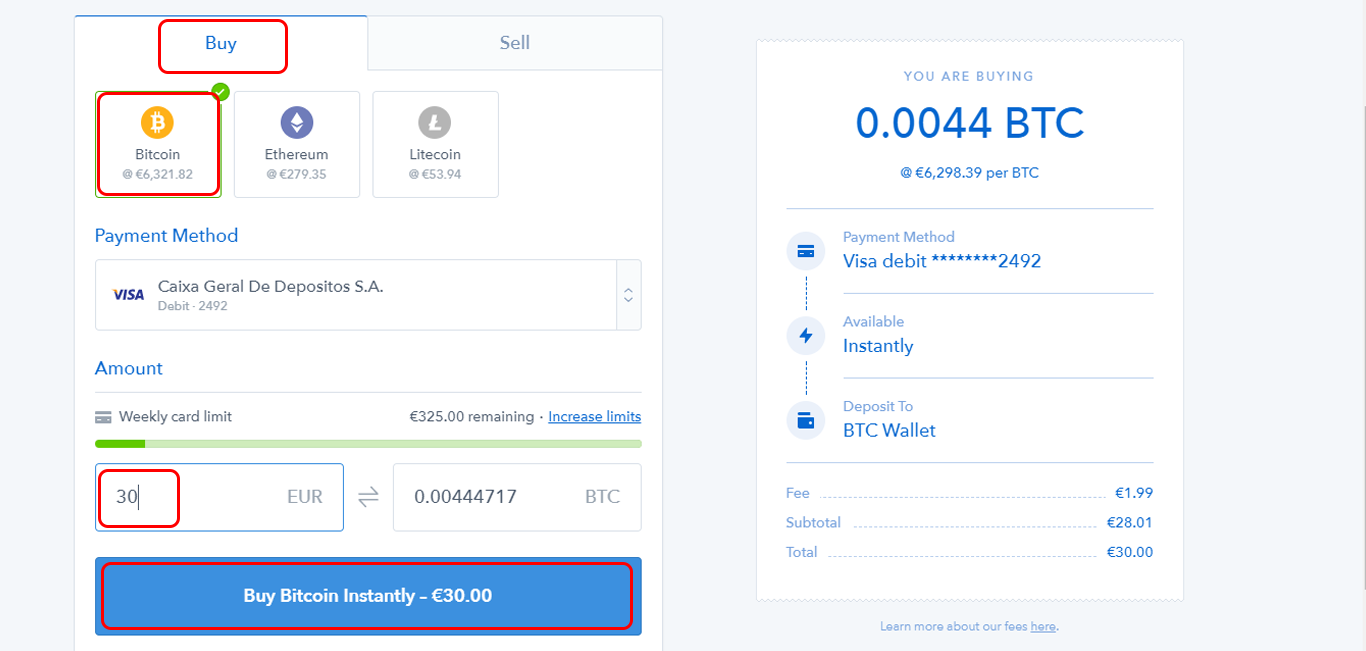 Buy
Sell
Bitcoin
@ €6,321.82
Ethereum
@ €279.35
Litecoin
@ €53.94
Payment Method
VISA
Caixa Geral De Depositos S.A.
Debit · 2492
Amount
Weekly card limit
€325.00 remaining · Increase limits
30 EUR
0.00444717 BTC
Buy Bitcoin Instantly – €30.00
YOU ARE BUYING
0.0044 BTC
@ €6,298.39 per BTC
Payment Method
Visa debit ********2492
Available
Instantly
Deposit To
BTC Wallet
Fee €1.99
Subtotal €28.01
Total €30.00
Learn more about our fees here.